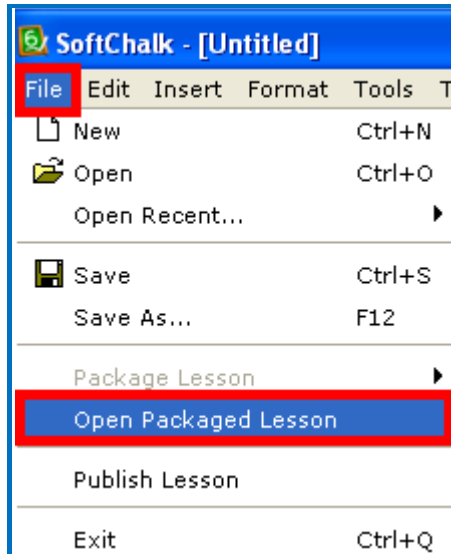 SoftChalk - [Untitled]
File Edit Insert Format Tools T
New Ctrl+N
Open Ctrl+O
Open Recent...
Save Ctrl+S
Save As... F12
Package Lesson
Open Packaged Lesson
Publish Lesson
Exit Ctrl+Q